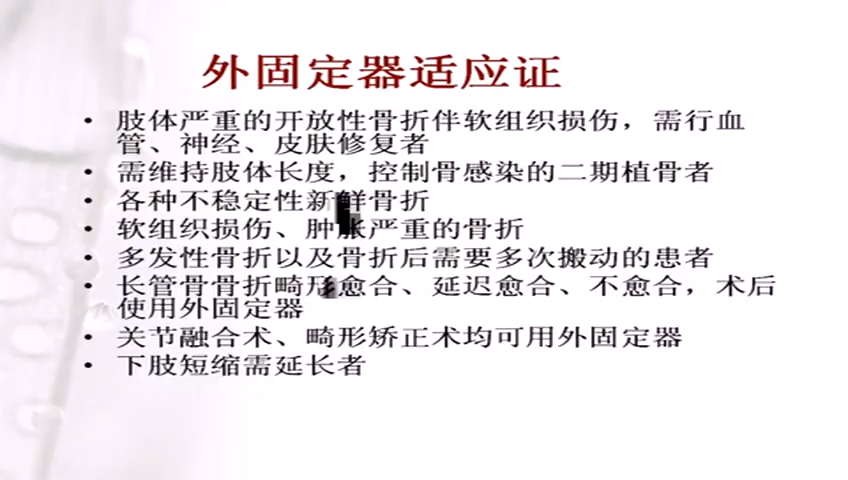 外固定器适应证
• 肢体严重的开放性骨折伴软组织损伤，需行血
管、神经、皮肤修复者
• 需维持肢体长度，控制骨感染的二期植骨者
• 各种不稳定性新鲜骨折
• 软组织损伤、肿胀严重的骨折
• 多发性骨折以及骨折后需要多次搬动的患者
• 长管骨骨折畸形愈合、延迟愈合、不愈合，术后
使用外固定器
• 关节融合术、畸形矫正术均可用外固定器
• 下肢短缩需延长者